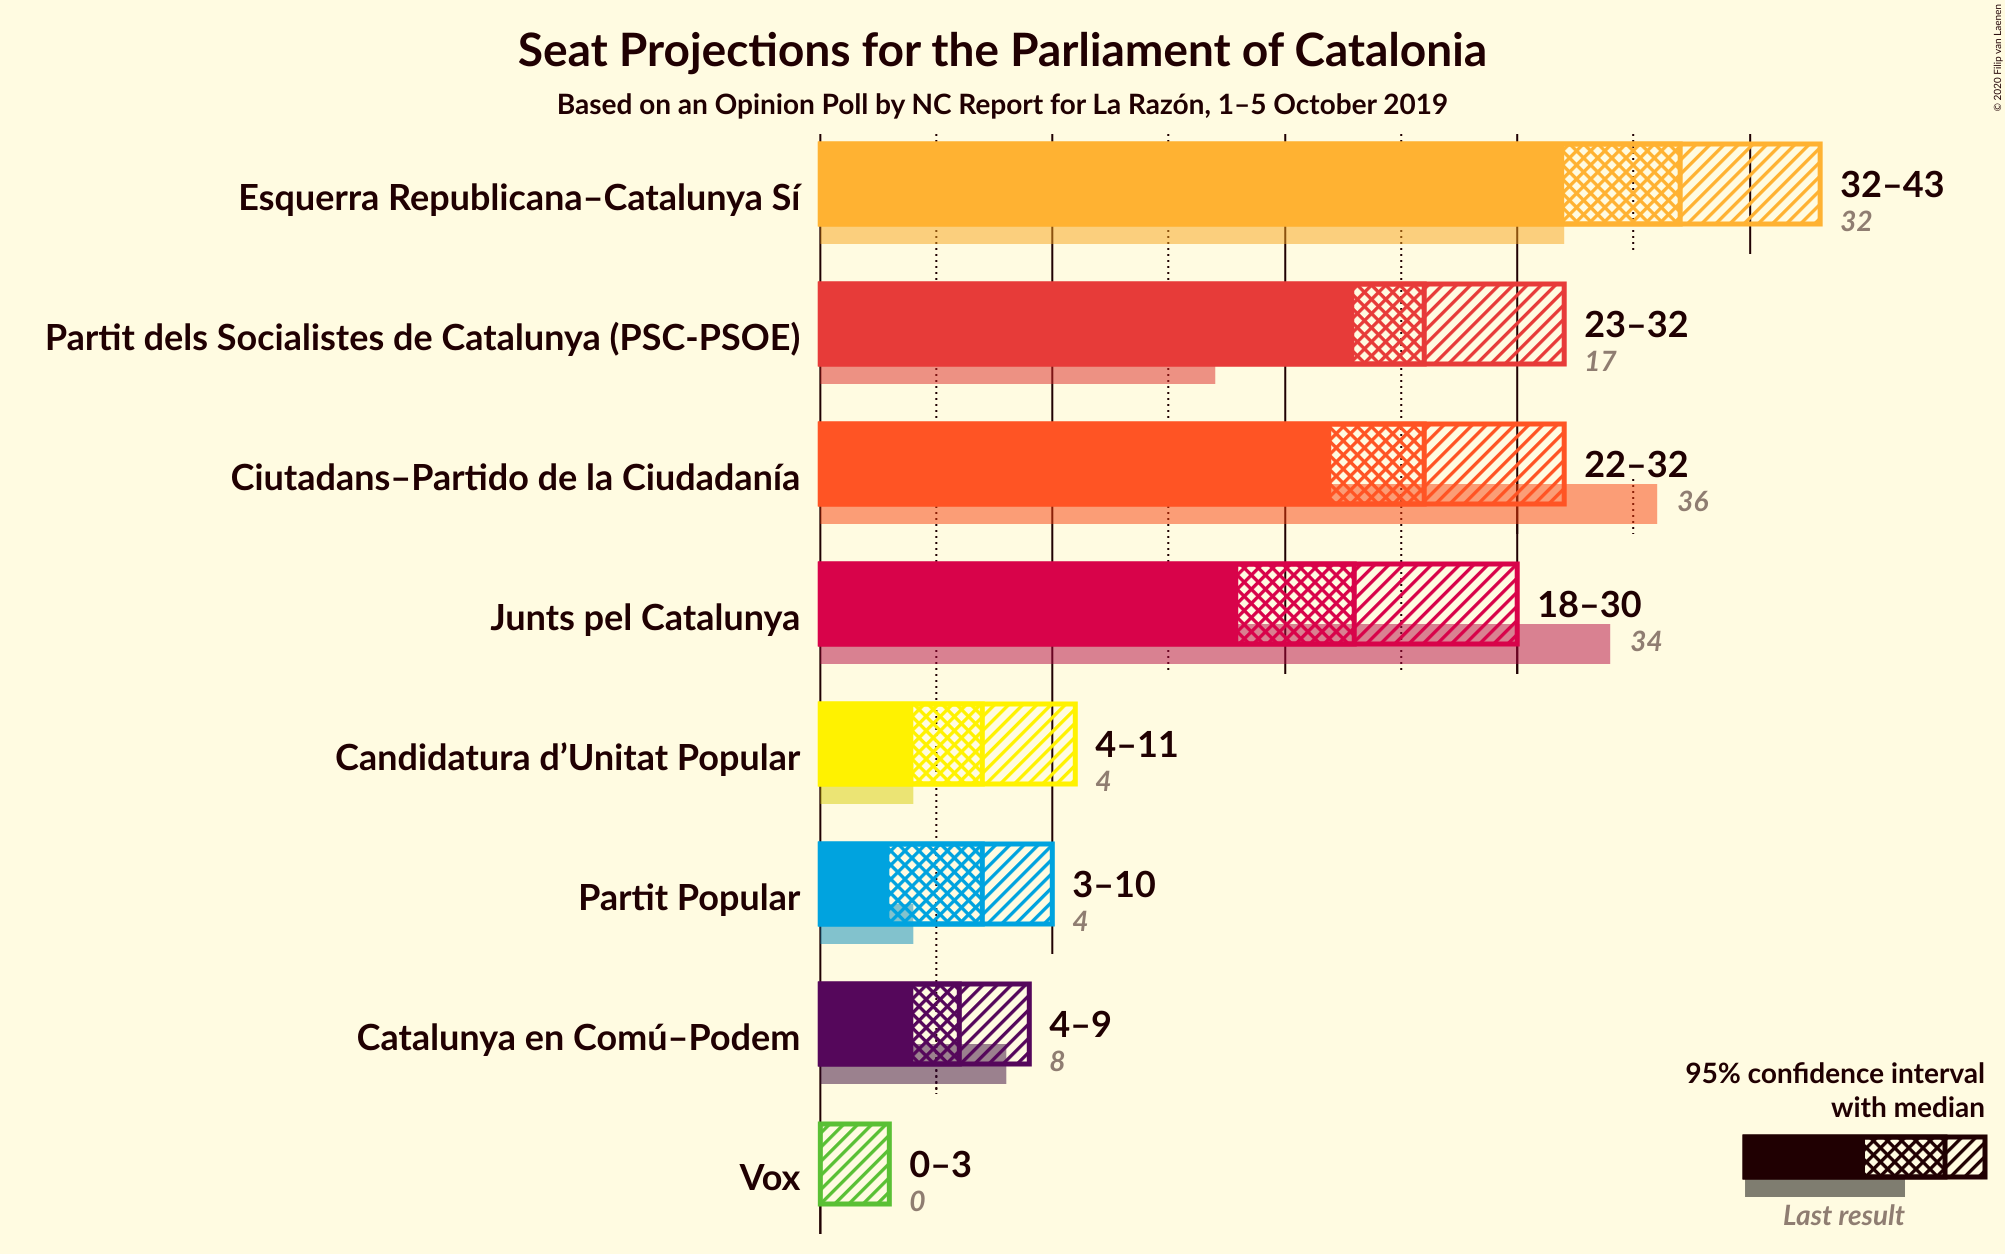 Seat Projections for the Parliament of Catalonia
Based on an Opinion Poll by NC Report for La Razón, 1–5 October 2019
© 2020 Filip van Laenen
Esquerra Republicana–Catalunya Sí
32–43
32
Partit dels Socialistes de Catalunya (PSC-PSOE)
23–32
17
Ciutadans–Partido de la Ciudadanía
22–32
36
Junts pel Catalunya
18–30
34
Candidatura d’Unitat Popular
4–11
4
Partit Popular
3–10
4
Catalunya en Comú–Podem
4–9
8
Vox
0–3
0
95% confidence interval
with median
Last result